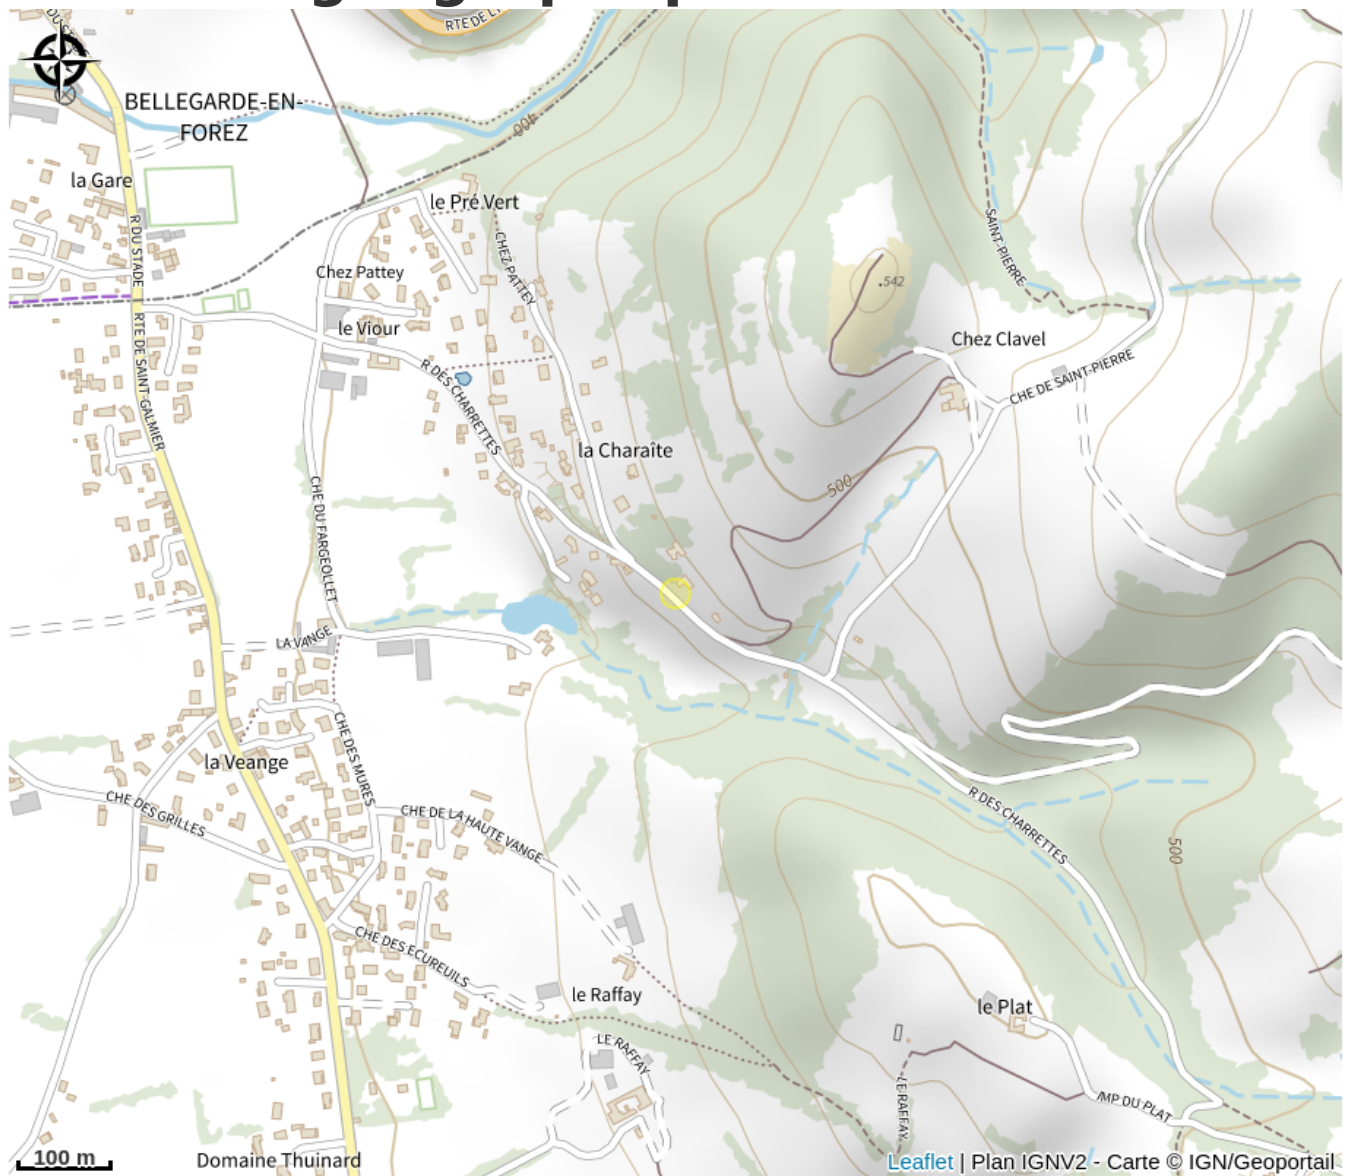 RTE DE L'
DU STADE
BELLEGARDE-EN-
FOREZ
400
la Gare
le Pré Vert
R DU STADE
CHEZ PATTEY
SAINT-PIERRE
Chez Pattey
.542
le Viour
Chez Clavel
RTE DE SAINT-GALMIER
R DES CHARRETTES
CHE DE SAINT-PIERRE
la Charaîte
500
CHE DU FARGEOLLET
LA VANGE
la Veange
CHE DES MURES
CHE DES GRILLES
CHE DE LA HAUTE VANGE
R DES CHARRETTES
500
CHE DES ECUREUILS
le Raffay
le Plat
LE RAFFAY
LE RAFFAY
IMP DU PLAT
100 m
Domaine Thuinard
Leaflet | Plan IGNV2 - Carte © IGN/Geoportail